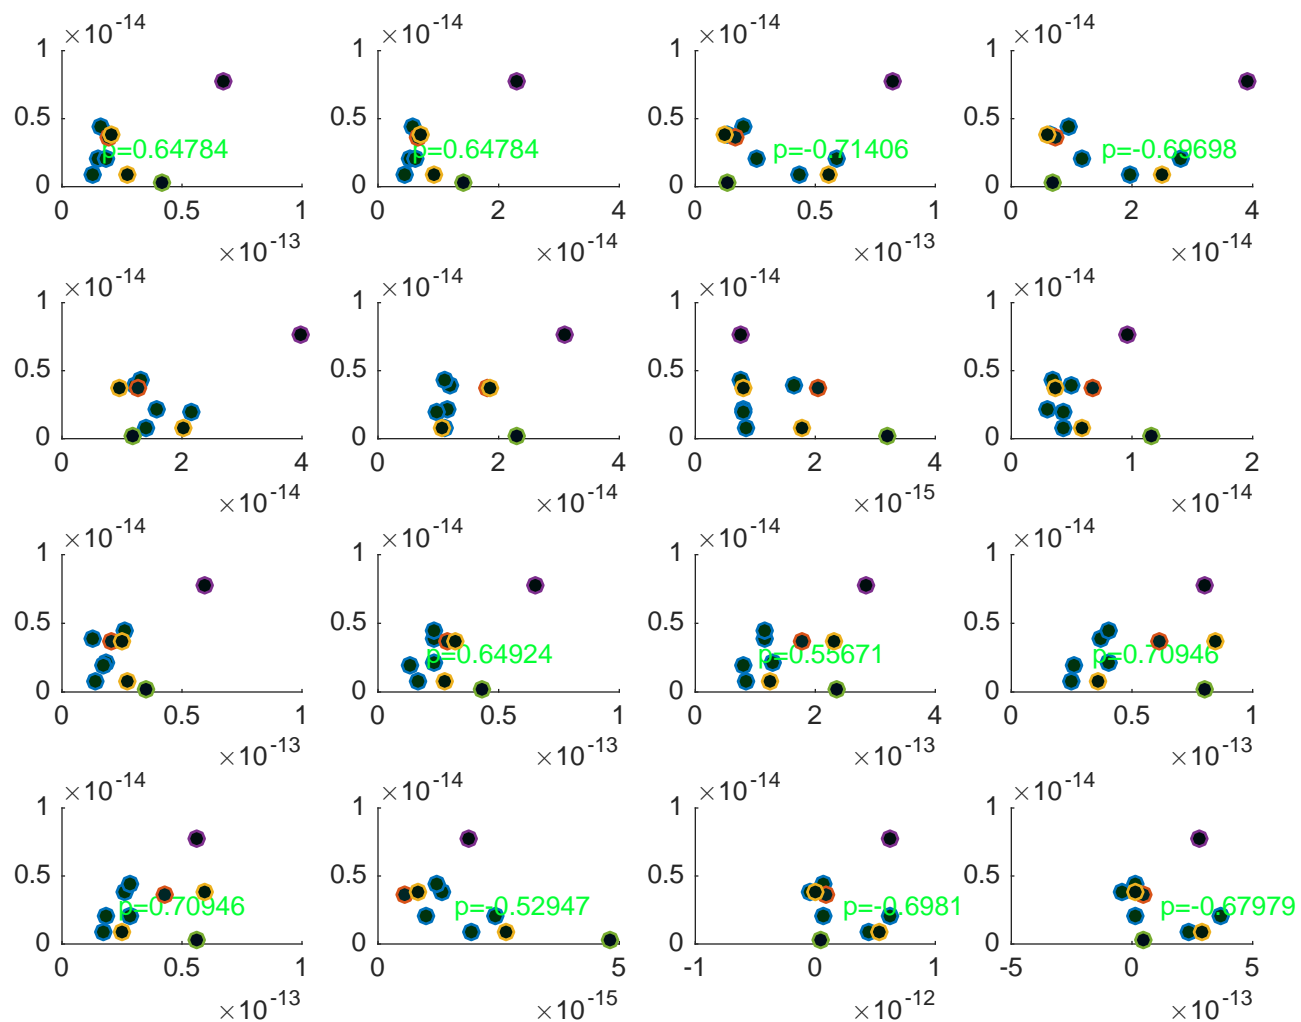 ×10-14 ×10-14 ×10-14 ×10-14
1 1 1 1
0.5 0.5 0.5 0.5
p=0.64784 p=0.64784 p=-0.71406 p=-0.69698
0 0 0 0
0 0.5 1 0 2 4 0 0.5 1 0 2 4
×10-13 ×10-14 ×10-13 ×10-14
×10-14 ×10-14 ×10-14 ×10-14
1 1 1 1
0.5 0.5 0.5 0.5
0 0 0 0
0 2 4 0 2 4 0 2 4 0 1 2
×10-14 ×10-14 ×10-15 ×10-14
×10-14 ×10-14 ×10-14 ×10-14
1 1 1 1
0.5 0.5 0.5 0.5
p=0.64924 p=0.55671 p=0.70946
0 0 0 0
0 0.5 1 0 0.5 1 0 2 4 0 0.5 1
×10-13 ×10-13 ×10-13 ×10-13
×10-14 ×10-14 ×10-14 ×10-14
1 1 1 1
0.5 0.5 0.5 0.5
p=0.70946 p=-0.52947 p=-0.6981 p=-0.67979
0 0 0 0
0 0.5 1 0 5 -1 0 1 -5 0 5
×10-13 ×10-15 ×10-12 ×10-13